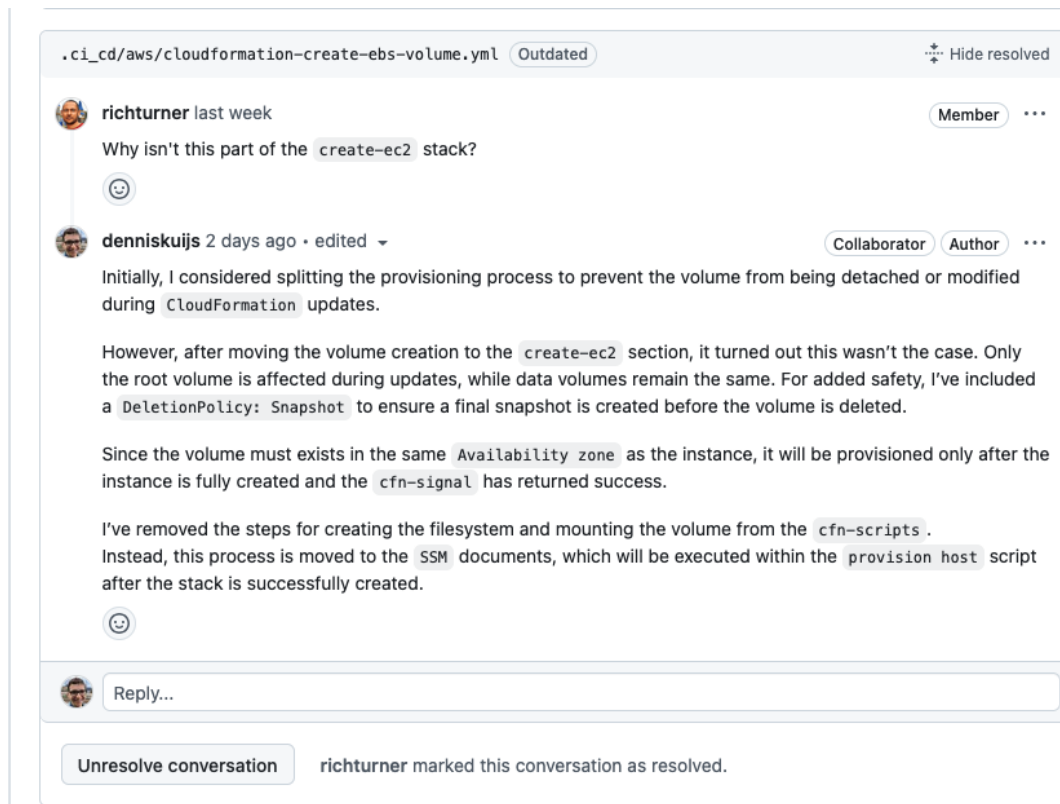 .ci_cd/aws/cloudformation-create-ebs-volume.yml Outdated Hide resolved
richturner last week Member ...
Why isn't this part of the create-ec2 stack?
denniskuijs 2 days ago • edited Collaborator Author ...
Initially, I considered splitting the provisioning process to prevent the volume from being detached or modified
during CloudFormation updates.
However, after moving the volume creation to the create-ec2 section, it turned out this wasn’t the case. Only
the root volume is affected during updates, while data volumes remain the same. For added safety, I’ve included
a DeletionPolicy: Snapshot to ensure a final snapshot is created before the volume is deleted.
Since the volume must exists in the same Availability zone as the instance, it will be provisioned only after the
instance is fully created and the cfn-signal has returned success.
I’ve removed the steps for creating the filesystem and mounting the volume from the cfn-scripts.
Instead, this process is moved to the SSM documents, which will be executed within the provision host script
after the stack is successfully created.
Reply...
Unresolve conversation richturner marked this conversation as resolved.